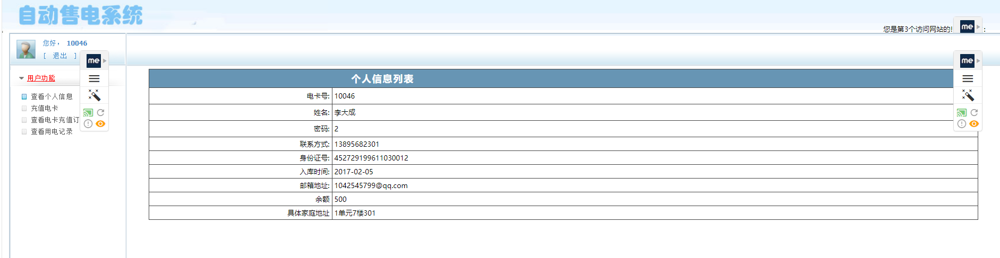 自动售电系统
您是第3个访问网站的!
me
:
您好， 10046
[ 退出 ]
me
me
用户功能
查看个人信息
充值电卡
查看电卡充值订
查看用电记录
个人信息列表
电卡号: 10046
姓名: 李大成
密码: 2
联系方式: 13895682301
身份证号: 452729199611030012
入库时间: 2017-02-05
邮箱地址: 1042545799@qq.com
余额 500
具体家庭地址 1单元7楼301